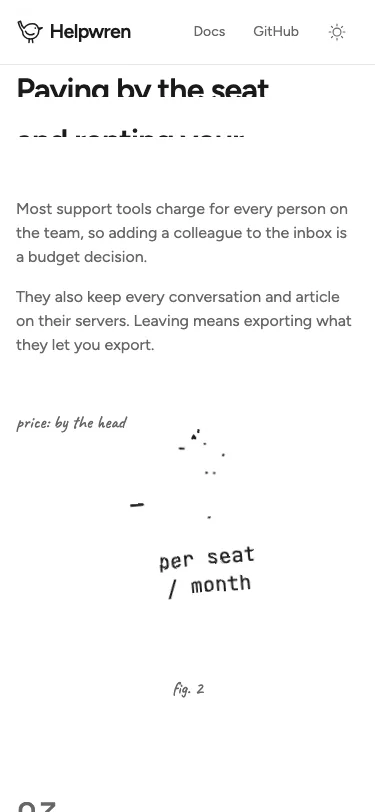 Helpwren
Docs
GitHub
Paying by the seat
Most support tools charge for every person on
the team, so adding a colleague to the inbox is
a budget decision.
They also keep every conversation and article
on their servers. Leaving means exporting what
they let you export.
price: by the head
per seat
/ month
fig. 2